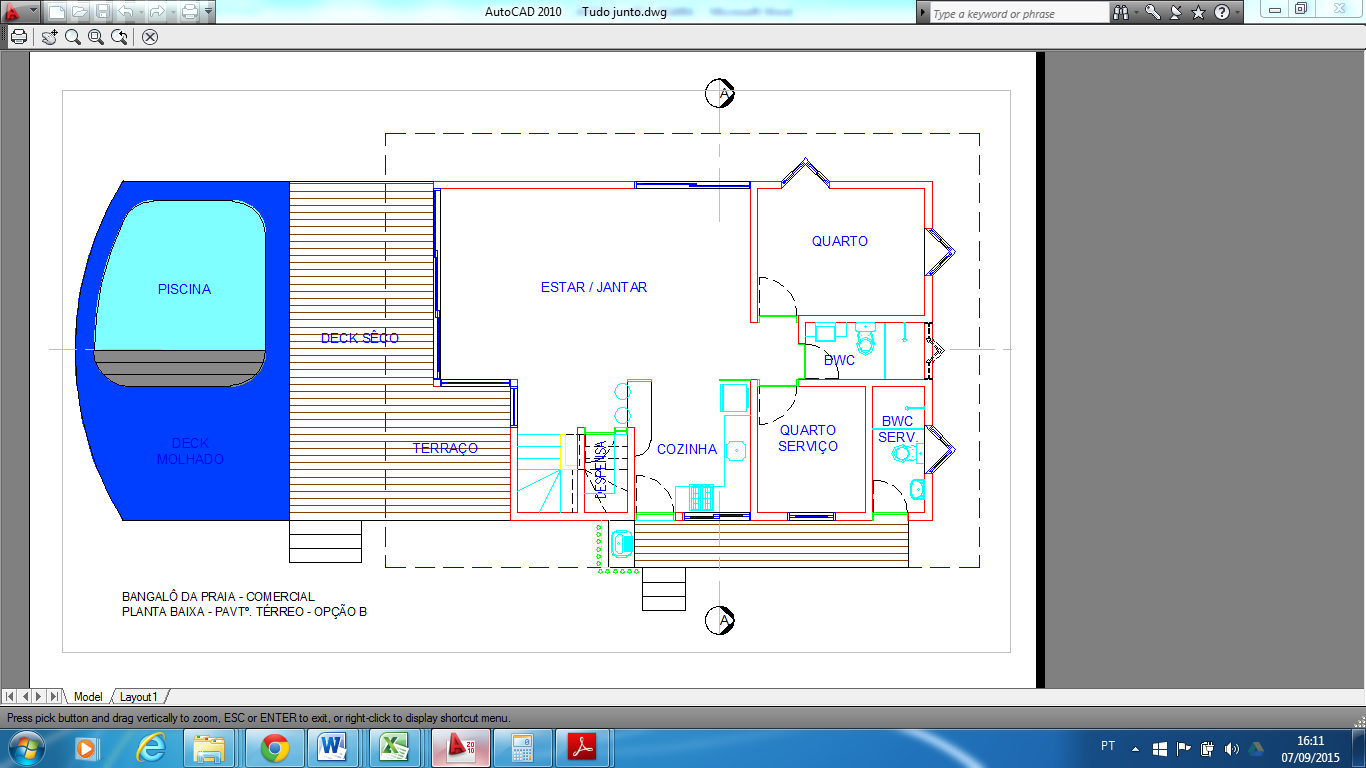 AutoCAD 2010 Tudo junto.dwg
Type a keyword or phrase
A
QUARTO
PISCINA
ESTAR / JANTAR
DECK SÊCO
BWC
DECK
MOLHADO
TERRAÇO
DESPENSA
COZINHA
QUARTO
SERVIÇO
BWC
SERV.
BANGALÔ DA PRAIA - COMERCIAL
PLANTA BAIXA - PAVTº. TÉRREO - OPÇÃO B
A
Model
Layout1
Press pick button and drag vertically to zoom, ESC or ENTER to exit, or right-click to display shortcut menu.
PT
16:11
07/09/2015